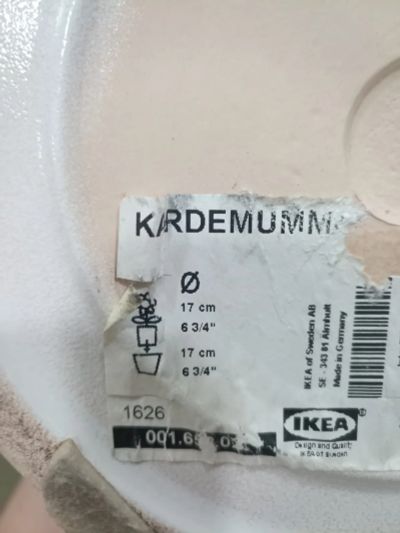 KARDEMUMM
Ø
17 cm
6 3/4"
17 cm
6 3/4"
IKEA of Sweden AB
SE - 343 81 Älmhult
Made in Germany
1626
IKEA®
Design and Quality
IKEA of Sweden